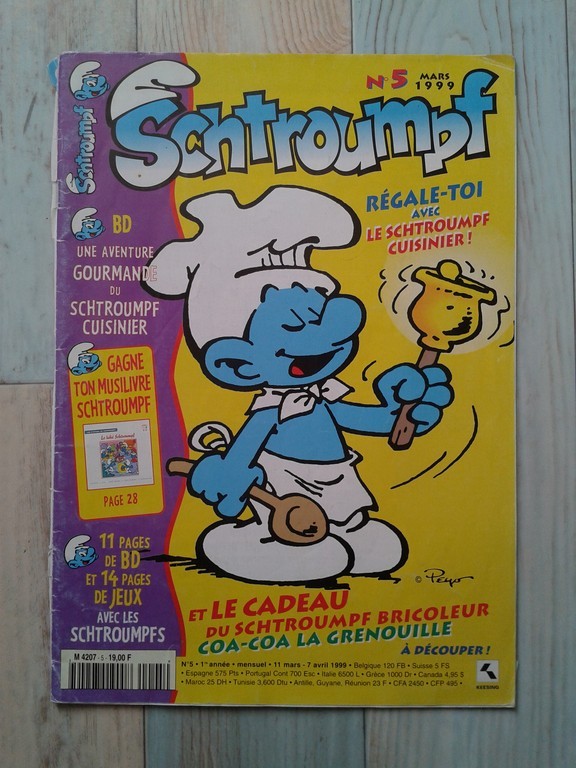 N°5 MARS
1999
Schtroumpf
Schtroumpf
RÉGALE-TOI
AVEC
LE SCHTROUMPF
CUISINIER !
BD
UNE AVENTURE
GOURMANDE
DU
SCHTROUMPF
CUISINIER
GAGNE
TON MUSILIVRE
SCHTROUMPF
PAGE 28
11 PAGES
DE BD
ET 14 PAGES
DE JEUX
AVEC LES
SCHTROUMPFS
© Peyo
ET LE CADEAU
DU SCHTROUMPF BRICOLEUR
COA-COA LA GRENOUILLE
À DÉCOUPER !
M 4207 - 5 - 19,00 F
N°5 • 1re année • mensuel • 11 mars - 7 avril 1999 • Belgique 120 FB • Suisse 5 FS
• Espagne 575 Pts • Portugal Cont 700 Esc • Italie 6500 L • Grèce 1000 Dr • Canada 4,95 $
• Maroc 25 DH • Tunisie 3,600 Dtu • Antille, Guyane, Réunion 23 F • CFA 2450 • CFP 495 •
KEESING